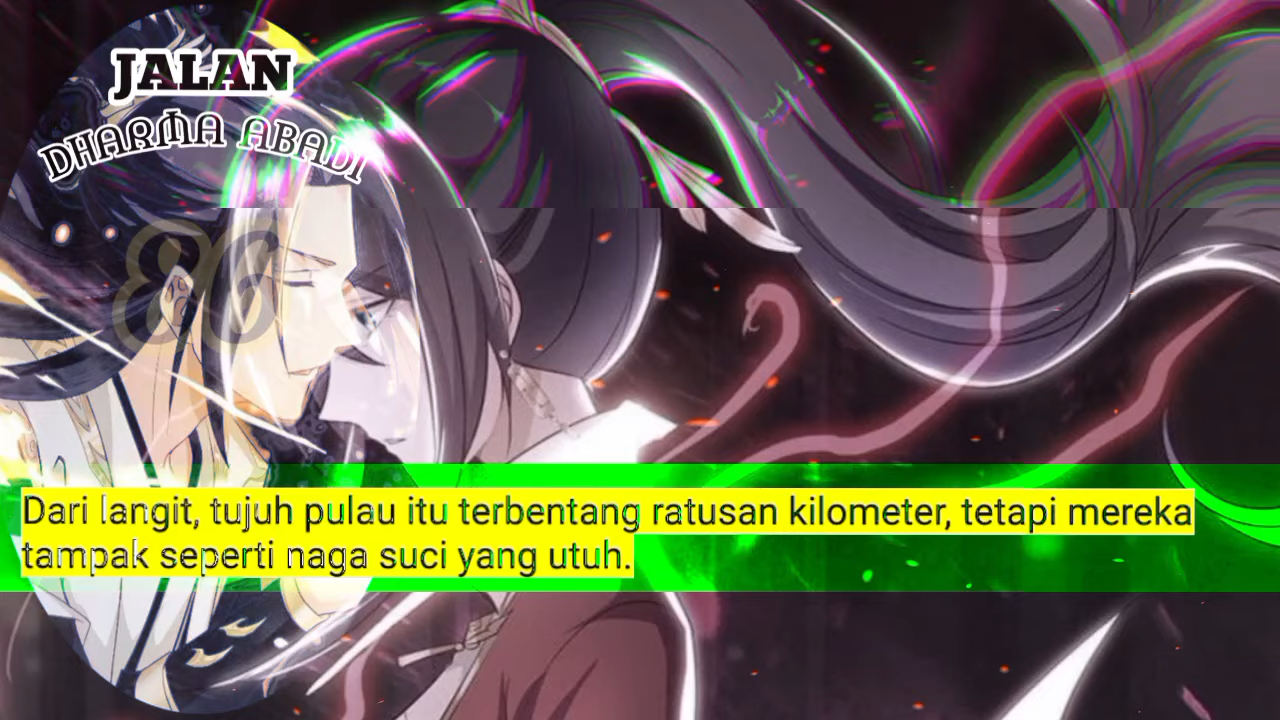 JALAN
DHARMA ABADI
86
Dari langit, tujuh pulau itu terbentang ratusan kilometer, tetapi mereka
tampak seperti naga suci yang utuh.